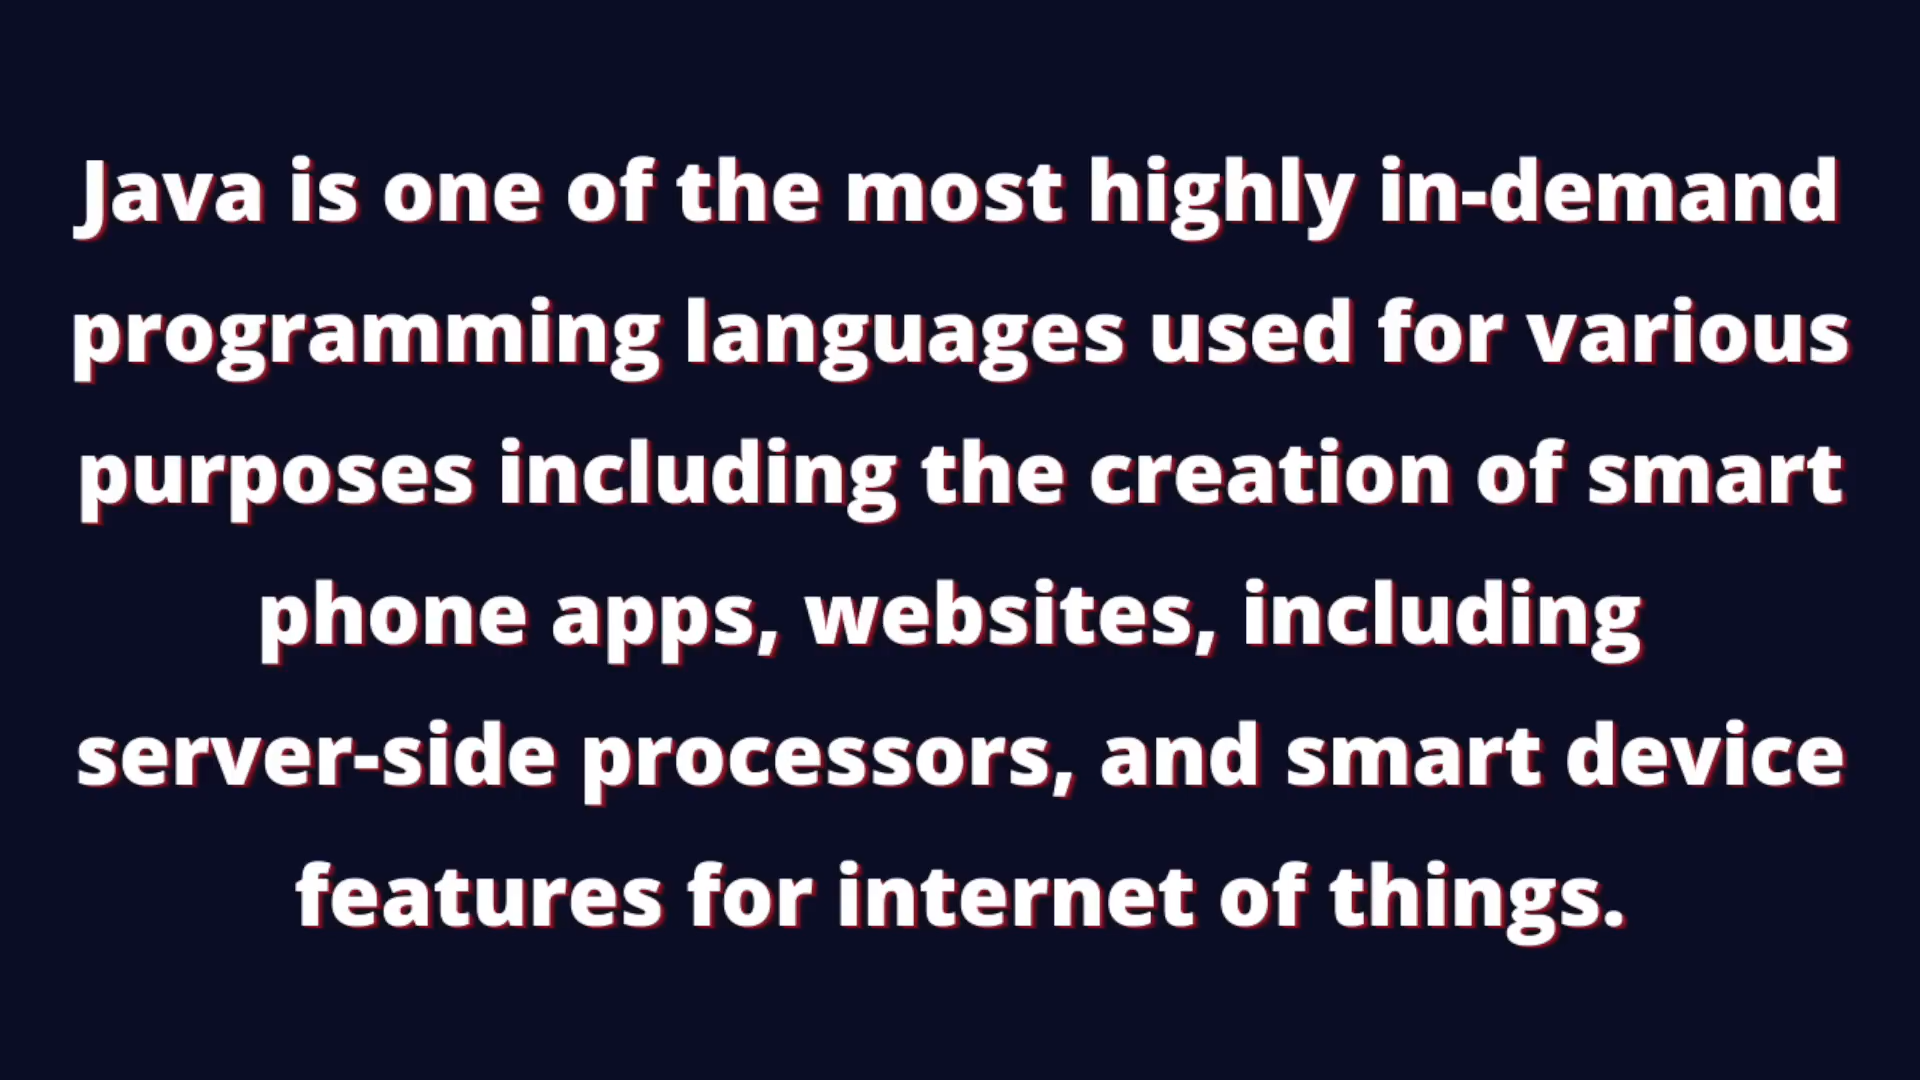 Java is one of the most highly in-demand
programming languages used for various
purposes including the creation of smart
phone apps, websites, including
server-side processors, and smart device
features for internet of things.